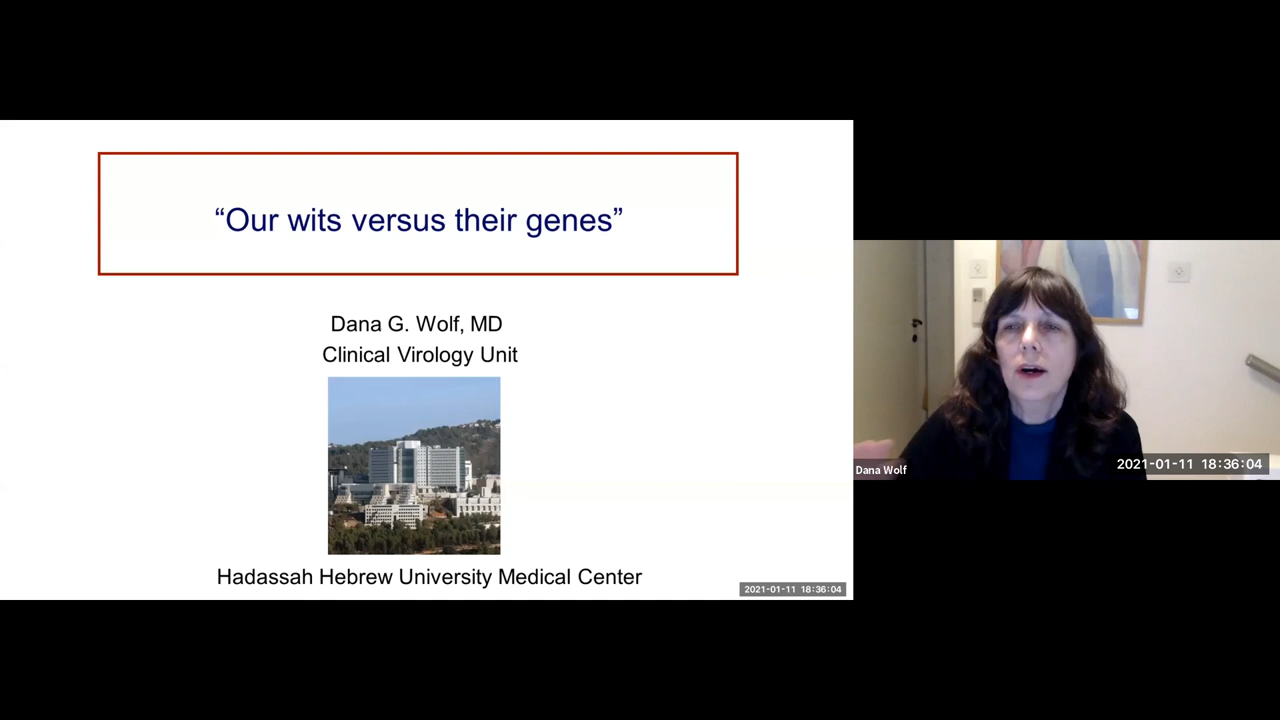 “Our wits versus their genes”
Dana G. Wolf, MD
Clinical Virology Unit
Hadassah Hebrew University Medical Center
2021-01-11 18:36:04
Dana Wolf
2021-01-11 18:36:04